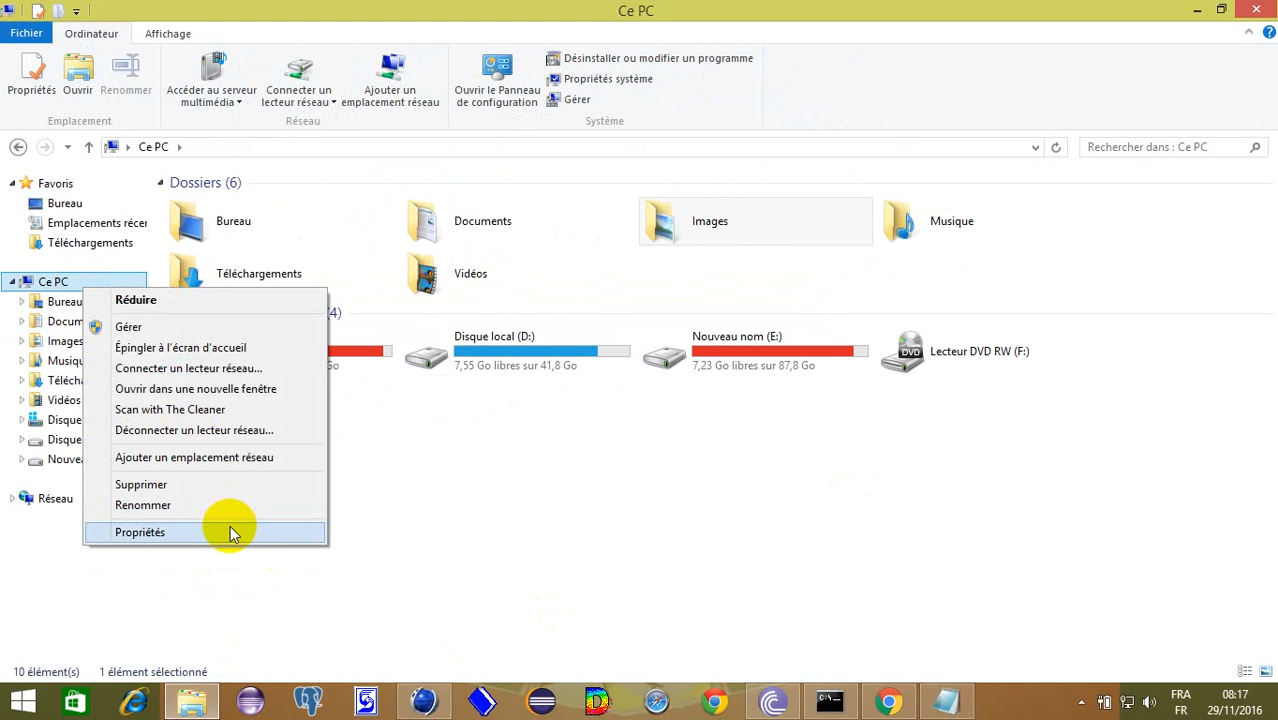 Ce PC
Fichier
Ordinateur
Affichage
Propriétés
Ouvrir
Renommer
Accéder au serveur
multimédia
Connecter un
lecteur réseau
Ajouter un
emplacement réseau
Ouvrir le Panneau
de configuration
Désinstaller ou modifier un programme
Propriétés système
Gérer
Emplacement
Réseau
Système
Ce PC
Rechercher dans : Ce PC
Favoris
Bureau
Emplacements récer
Téléchargements
Ce PC
Bureau
Docum
Images
Musiqu
Téléch
Vidéos
Disque
Disque
Nouvea
Réseau
Dossiers (6)
Bureau
Documents
Images
Musique
Téléchargements
Vidéos
(4)
Go
Disque local (D:)
7,55 Go libres sur 41,8 Go
Nouveau nom (E:)
7,23 Go libres sur 87,8 Go
DVD
Lecteur DVD RW (F:)
Réduire
Gérer
Épingler à l'écran d'accueil
Connecter un lecteur réseau...
Ouvrir dans une nouvelle fenêtre
Scan with The Cleaner
Déconnecter un lecteur réseau...
Ajouter un emplacement réseau
Supprimer
Renommer
Propriétés
10 élément(s)
1 élément sélectionné
FRA
FR
08:17
29/11/2016